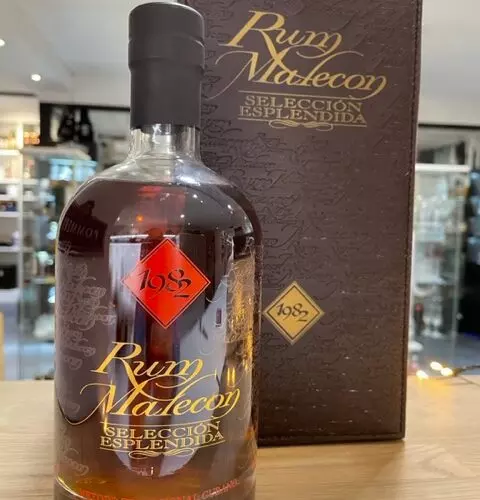 Rum
Malecon
SELECCIÓN
ESPLENDIDA
1982
1982
Rum
Malecon
SELECCIÓN
ESPLENDIDA